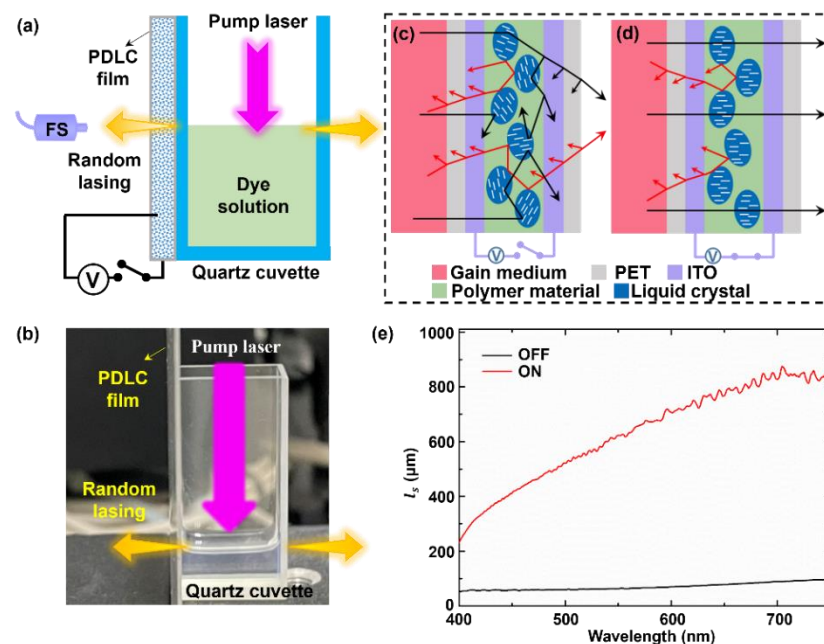 (a)
Pump laser
PDLC
film
FS
Random
lasing
Dye
solution
V
Quartz cuvette
(b)
Pump laser
PDLC
film
Random
lasing
Quartz cuvette
(c)
(d)
V
V
Gain medium
PET
ITO
Polymer material
Liquid crystal
(e)
1000
800
600
400
200
0
OFF
ON
lₛ (μm)
400
500
600
700
Wavelength (nm)